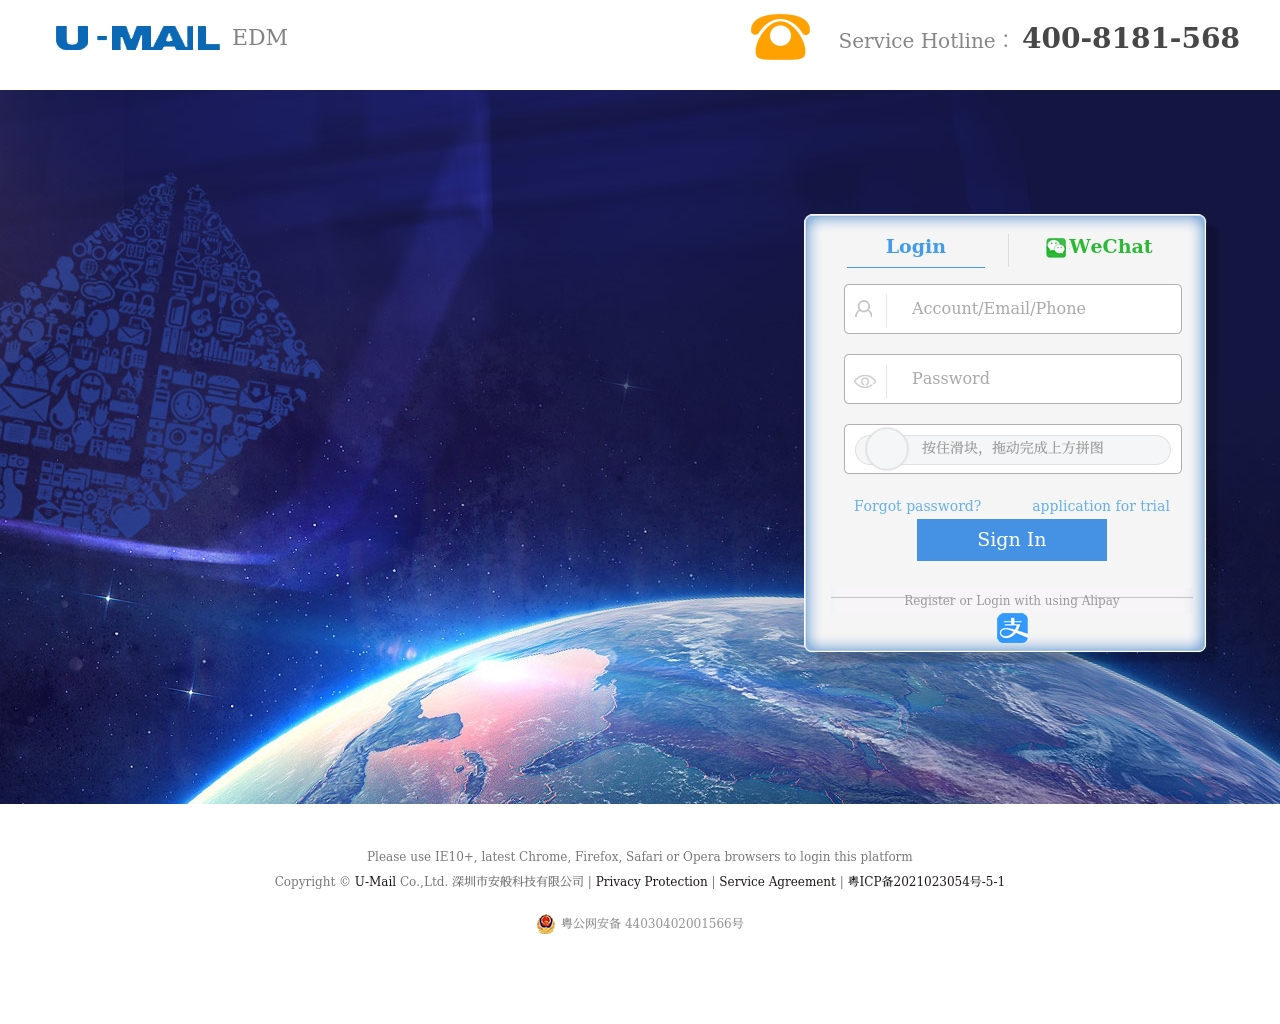 U-MAIL EDM
Service Hotline： 400-8181-568
Login
WeChat
Account/Email/Phone
Password
按住滑块，拖动完成上方拼图
Forgot password?
application for trial
Sign In
Register or Login with using Alipay
支
Please use IE10+, latest Chrome, Firefox, Safari or Opera browsers to login this platform
Copyright © U-Mail Co.,Ltd. 深圳市安般科技有限公司 | Privacy Protection | Service Agreement | 粤ICP备2021023054号-5-1
粤公网安备 44030402001566号